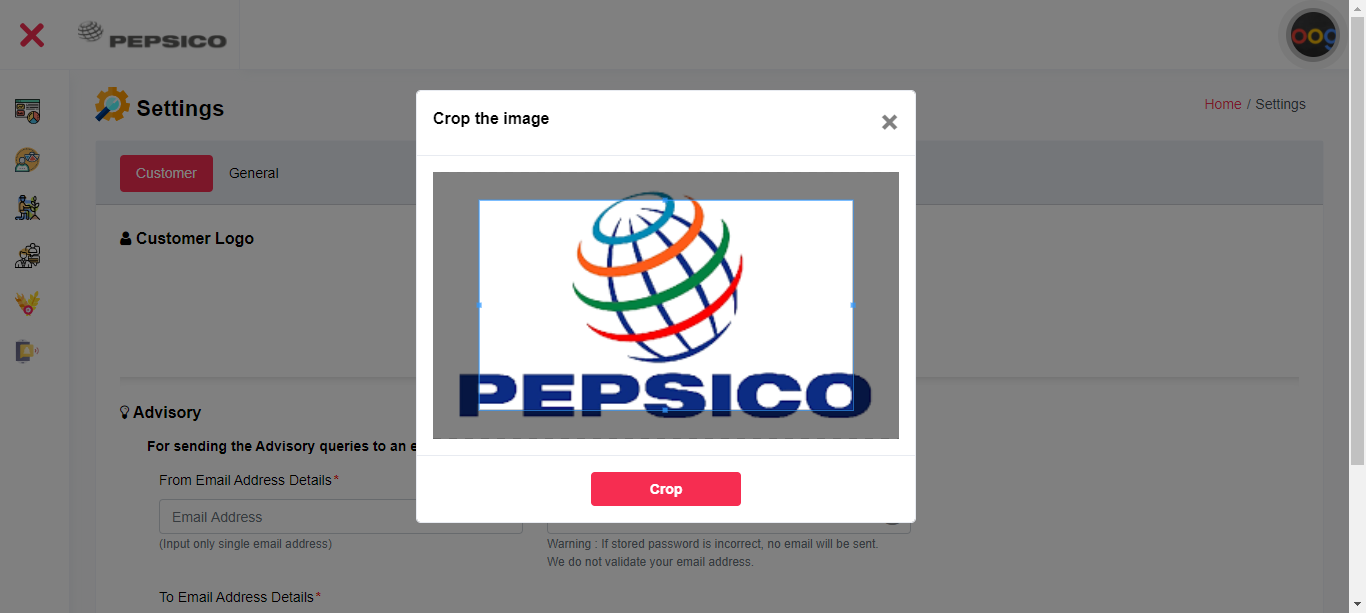 PEPSICO
oog
Settings
Home / Settings
Customer
General
Customer Logo
Crop the image
PEPSICO
Crop
Advisory
For sending the Advisory queries to an e
From Email Address Details*
Email Address
(Input only single email address)
Warning : If stored password is incorrect, no email will be sent.
We do not validate your email address.
To Email Address Details*